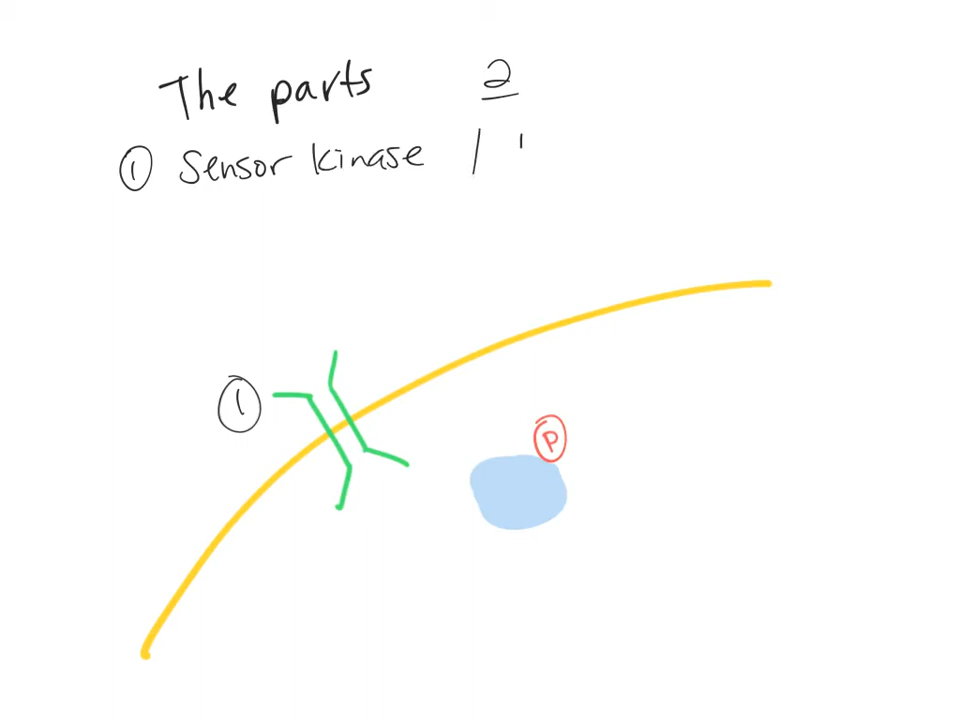 The parts 2
① Sensor kinase / '
①
P